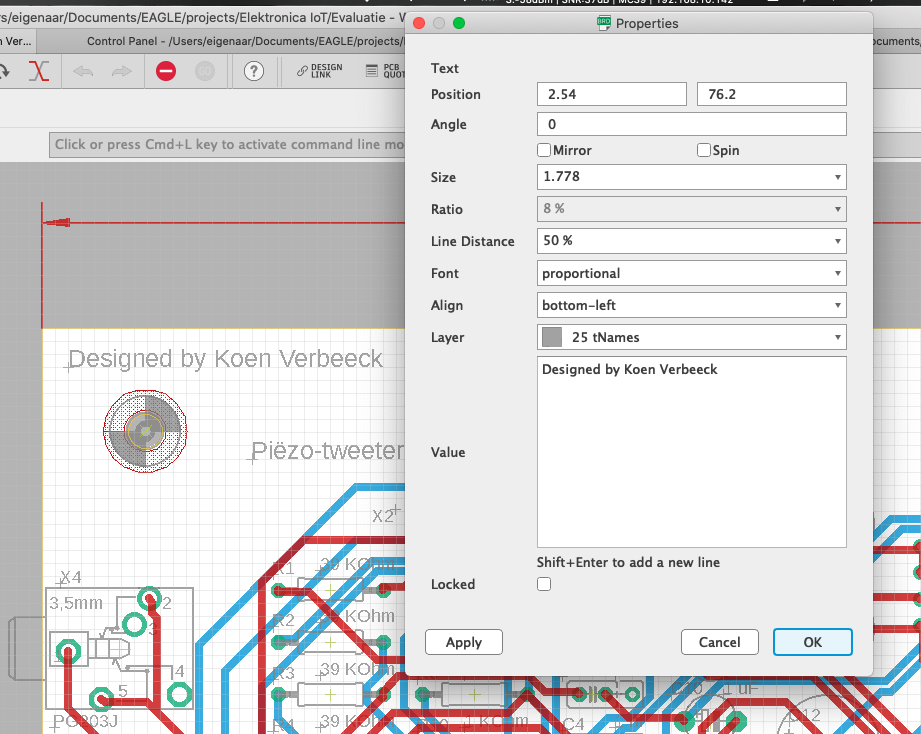 s/eigenaar/Documents/EAGLE/projects/Elektronica IoT/Evaluatie - W
Properties
Ver...
Control Panel - /Users/eigenaar/Documents/EAGLE/projects/
ocuments,
DESIGN
LINK
PCB
QUOT
Click or press Cmd+L key to activate command line mo
Text
Position
2.54
76.2
Angle
0
Mirror
Spin
Size
1.778
Ratio
8 %
Line Distance
50 %
Font
proportional
Align
bottom-left
Layer
25 tNames
Value
Designed by Koen Verbeeck
Shift+Enter to add a new line
Locked
Apply
Cancel
OK
Designed by Koen Verbeeck
Piëzo-tweeter
X2
R1
39 KOhm
R2
39 KOhm
R3
39 KOhm
R4
39 KOhm
X4
3,5mm
2
3
4
5
PG203J
C4
1 uF